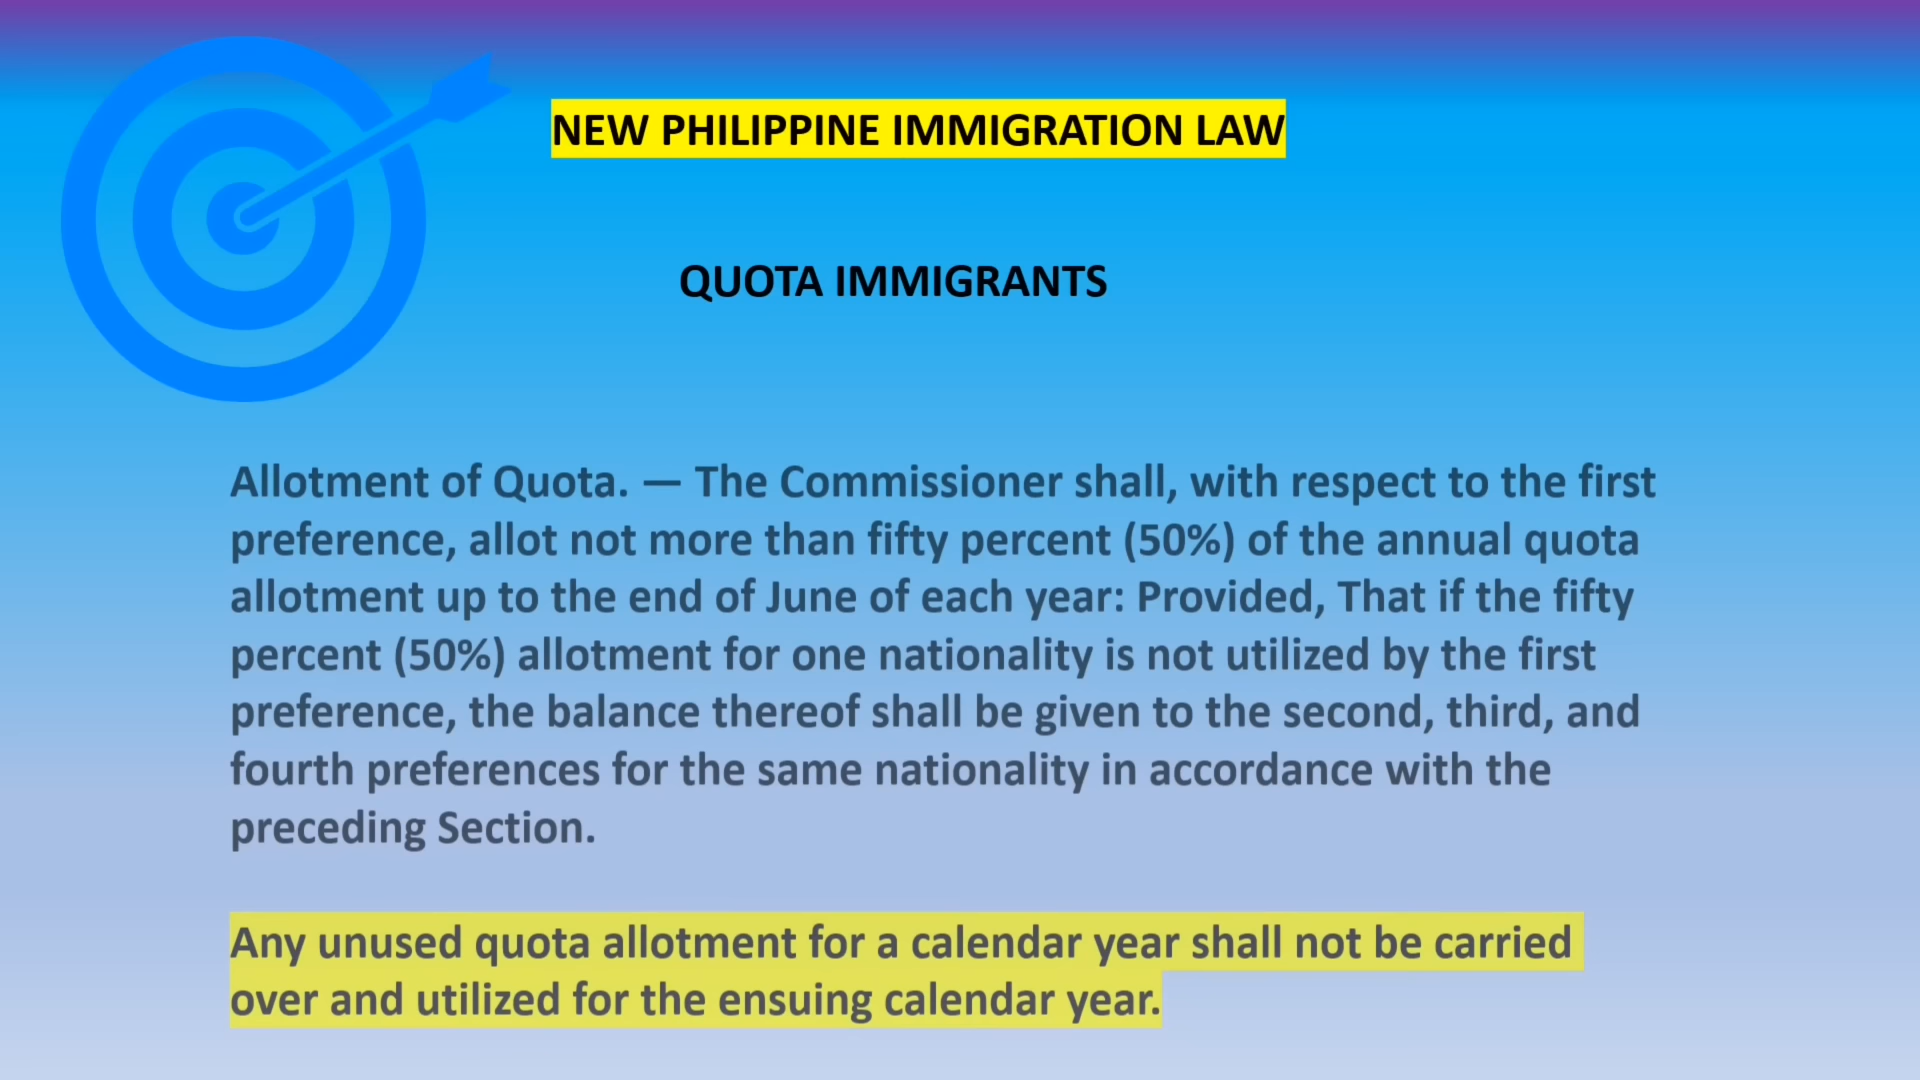 NEW PHILIPPINE IMMIGRATION LAW
QUOTA IMMIGRANTS
Allotment of Quota. — The Commissioner shall, with respect to the first
preference, allot not more than fifty percent (50%) of the annual quota
allotment up to the end of June of each year: Provided, That if the fifty
percent (50%) allotment for one nationality is not utilized by the first
preference, the balance thereof shall be given to the second, third, and
fourth preferences for the same nationality in accordance with the
preceding Section.
Any unused quota allotment for a calendar year shall not be carried
over and utilized for the ensuing calendar year.